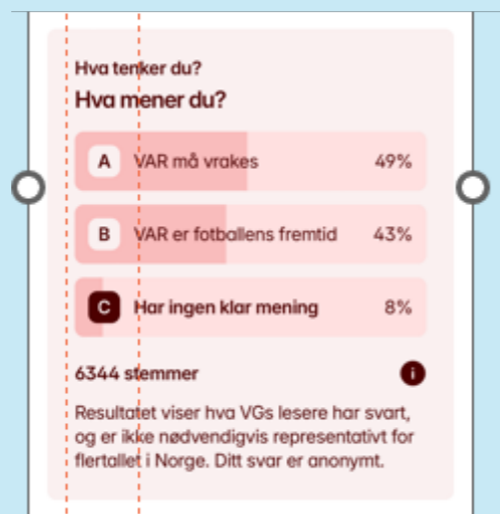 Hva tenker du?
Hva mener du?
A VAR må vrakes 49%
B VAR er fotballens fremtid 43%
C Har ingen klar mening 8%
6344 stemmer i
Resultatet viser hva VGs lesere har svart,
og er ikke nødvendigvis representativt for
flertallet i Norge. Ditt svar er anonymt.